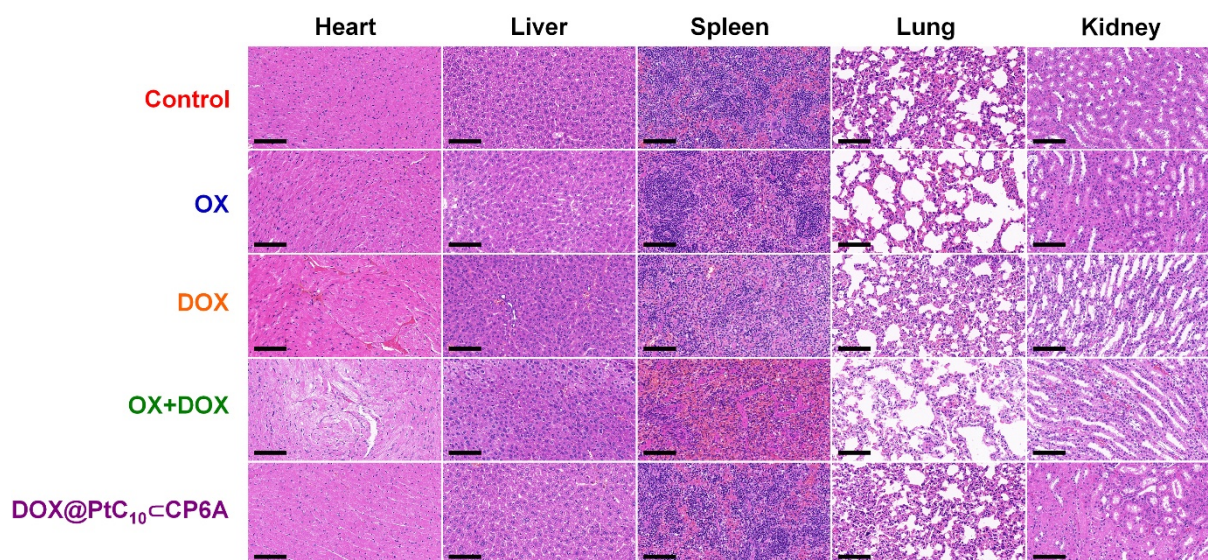 Heart Liver Spleen Lung Kidney
Control
OX
DOX
OX+DOX
DOX@PtC₁₀⊂CP6A